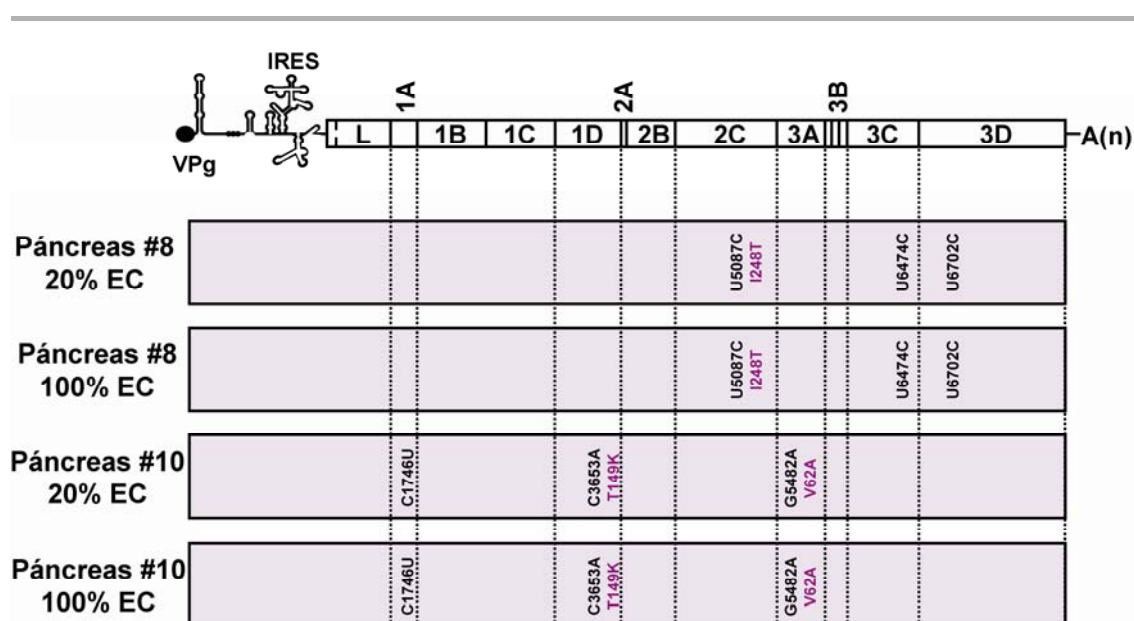 IRES
1A
2A
3B
L
1B
1C
1D
2B
2C
3A
3C
3D
A(n)
VPg
Páncreas #8
20% EC
U5087C
I248T
U6474C
U6702C
Páncreas #8
100% EC
U5087C
I248T
U6474C
U6702C
Páncreas #10
20% EC
C1746U
C3653A
T149K
G5482A
V62A
Páncreas #10
100% EC
C1746U
C3653A
T149K
G5482A
V62A